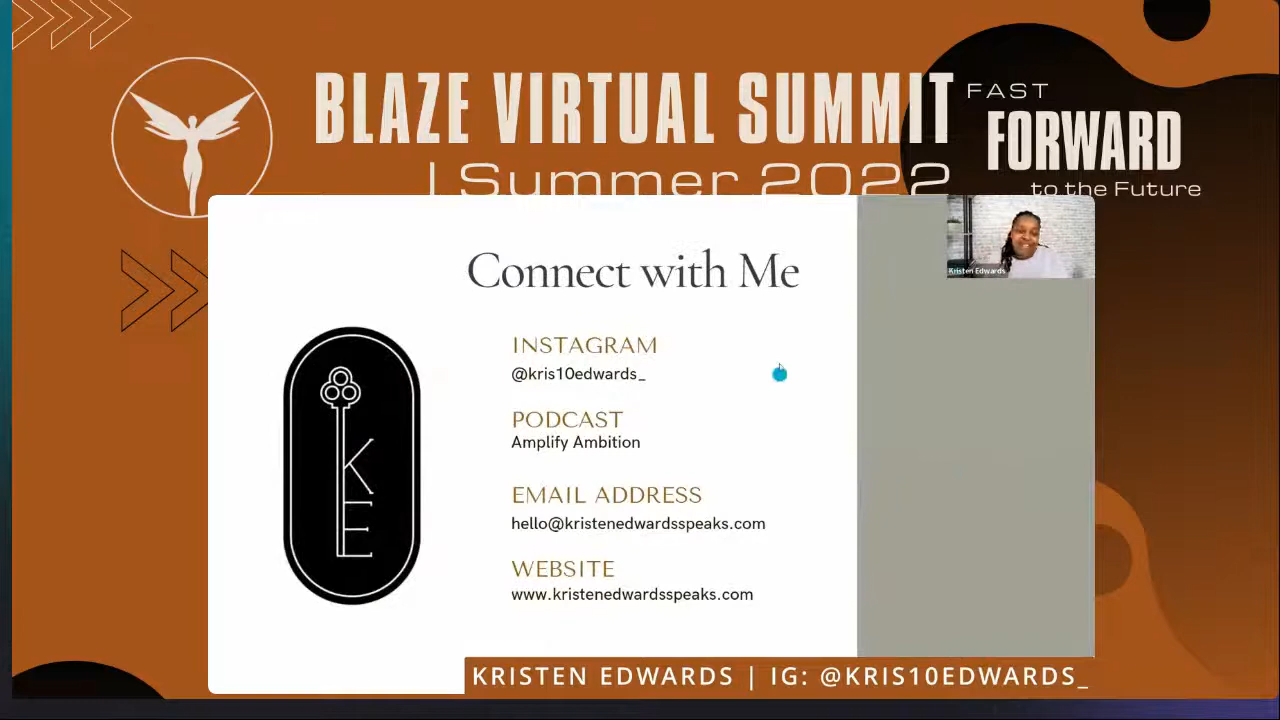 BLAZE VIRTUAL SUMMIT
| Summer 2022
FAST
FORWARD
to the Future
Kristen Edwards
Connect with Me
INSTAGRAM
@kris10edwards_
PODCAST
Amplify Ambition
EMAIL ADDRESS
hello@kristenedwardsspeaks.com
WEBSITE
www.kristenedwardsspeaks.com
KE
KRISTEN EDWARDS | IG: @KRIS10EDWARDS_